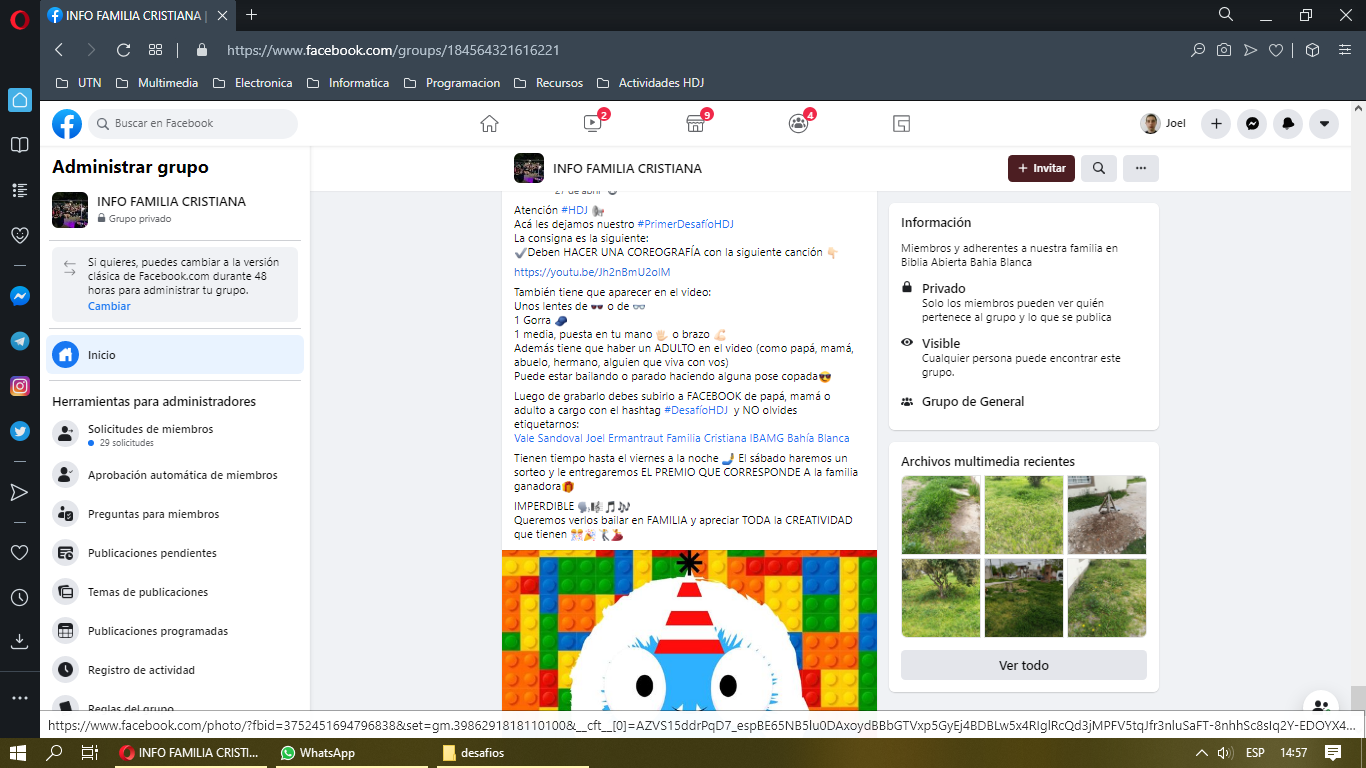 INFO FAMILIA CRISTIANA |
https://www.facebook.com/groups/184564321616221
UTN
Multimedia
Electronica
Informatica
Programacion
Recursos
Actividades HDJ
Buscar en Facebook
2
9
4
Joel
Administrar grupo
INFO FAMILIA CRISTIANA
Grupo privado
Si quieres, puedes cambiar a la versión
clásica de Facebook.com durante 48
horas para administrar tu grupo.
Cambiar
Inicio
Herramientas para administradores
Solicitudes de miembros
29 solicitudes
Aprobación automática de miembros
Preguntas para miembros
Publicaciones pendientes
Temas de publicaciones
Publicaciones programadas
Registro de actividad
Reglas del grupo
INFO FAMILIA CRISTIANA
+ Invitar
27 de abril
Atención #HDJ
Acá les dejamos nuestro #PrimerDesafíoHDJ
La consigna es la siguiente:
✔Deben HACER UNA COREOGRAFÍA con la siguiente canción 👇🏻
https://youtu.be/Jh2nBmU2oIM
También tiene que aparecer en el video:
Unos lentes de 🕶 o de 👓
1 Gorra 🧢
1 media, puesta en tu mano 🖐🏻 o brazo 💪🏻
Además tiene que haber un ADULTO en el video (como papá, mamá,
abuelo, hermano, alguien que viva con vos)
Puede estar bailando o parado haciendo alguna pose copada😎
Luego de grabarlo debes subirlo a FACEBOOK de papá, mamá o
adulto a cargo con el hashtag #DesafíoHDJ y NO olvides
etiquetarnos:
Vale Sandoval Joel Ermantraut Familia Cristiana IBAMG Bahía Blanca
Tienen tiempo hasta el viernes a la noche 🤳 El sábado haremos un
sorteo y le entregaremos EL PREMIO QUE CORRESPONDE A la familia
ganadora🎁
IMPERDIBLE 🗣🎼🎵🎶
Queremos verlos bailar en FAMILIA y apreciar TODA la CREATIVIDAD
que tienen 🎊🎉🕺💃
Información
Miembros y adherentes a nuestra familia en
Biblia Abierta Bahia Blanca
Privado
Solo los miembros pueden ver quién
pertenece al grupo y lo que se publica
Visible
Cualquier persona puede encontrar este
grupo.
Grupo de General
Archivos multimedia recientes
Ver todo
https://www.facebook.com/photo/?fbid=3752451694796838&set=gm.3986291818110100&__cft__[0]=
INFO FAMILIA CRISTI...
WhatsApp
desafios
ESP
14:57